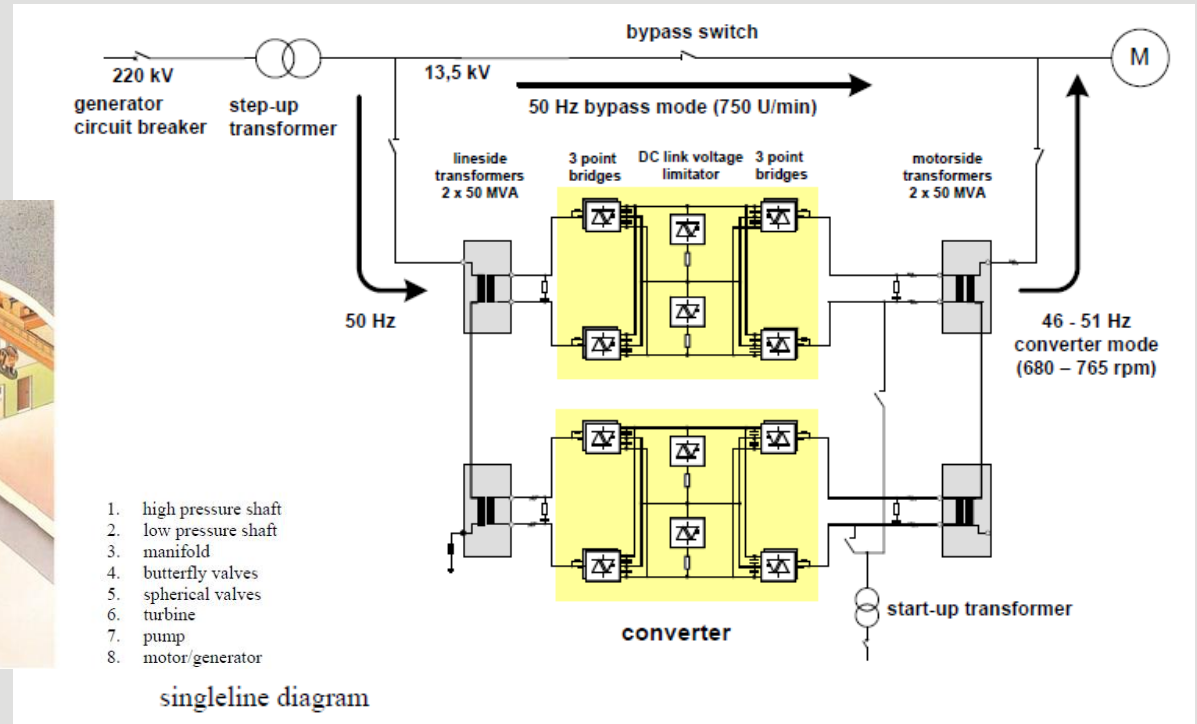 bypass switch
M
220 kV
13,5 kV
generator
circuit breaker
step-up
transformer
50 Hz bypass mode (750 U/min)
lineside
transformers
2 x 50 MVA
3 point
bridges
DC link voltage
limitator
3 point
bridges
motorside
transformers
2 x 50 MVA
50 Hz
46 - 51 Hz
converter mode
(680 – 765 rpm)
1. high pressure shaft
2. low pressure shaft
3. manifold
4. butterfly valves
5. spherical valves
6. turbine
7. pump
8. motor/generator
start-up transformer
converter
singleline diagram